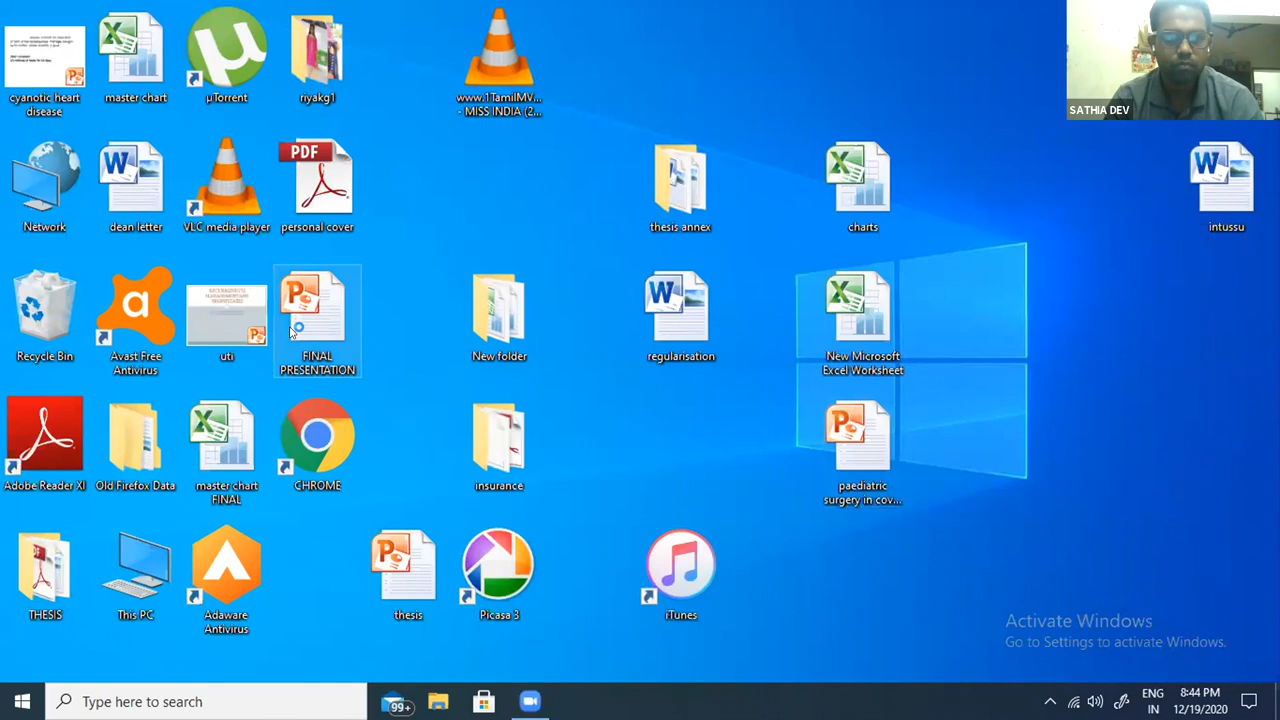 SATHIA DEV
cyanotic heart
disease
master chart
µTorrent
riyakg1
www.1TamilMV...
- MISS INDIA (2...
Network
dean letter
VLC media player
PDF
personal cover
thesis annex
charts
intussu
Recycle Bin
Avast Free
Antivirus
uti
FINAL
PRESENTATION
New folder
regularisation
New Microsoft
Excel Worksheet
Adobe Reader XI
Old Firefox Data
master chart
FINAL
CHROME
insurance
paediatric
surgery in cov...
THESIS
This PC
Adaware
Antivirus
thesis
Picasa 3
iTunes
Activate Windows
Go to Settings to activate Windows.
Type here to search
99+
ENG
IN
8:44 PM
12/19/2020